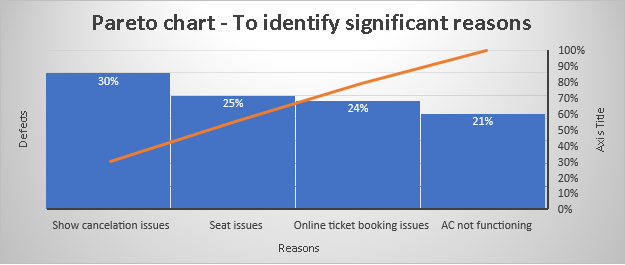 Pareto chart - To identify significant reasons
30%
25%
24%
21%
100%
90%
80%
70%
60%
50%
40%
30%
20%
10%
0%
Defects
Axis Title
Show cancelation issues
Seat issues
Online ticket booking issues
AC not functioning
Reasons